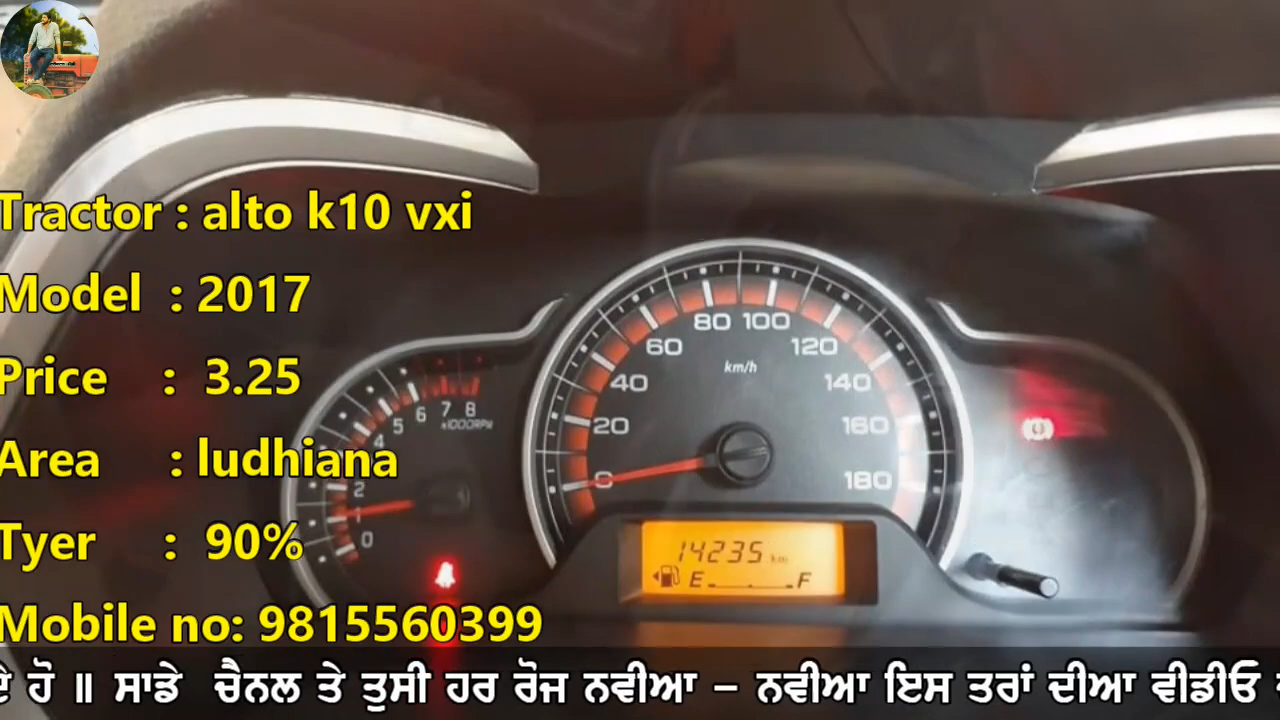 Tractor : alto k10 vxi
Model : 2017
Price : 3.25
Area : ludhiana
Tyer : 90%
Mobile no: 9815560399
80 100
60 120
km/h
40 140
20 160
0 180
7 8
6
5 x1000RPM
4
2
1
0
14235 km
E F
ਹੋ ॥ ਸਾਡੇ ਚੈਨਲ ਤੇ ਤੁਸੀ ਹਰ ਰੋਜ ਨਵੀਆ – ਨਵੀਆ ਇਸ ਤਰਾਂ ਦੀਆ ਵੀਡੀਓ